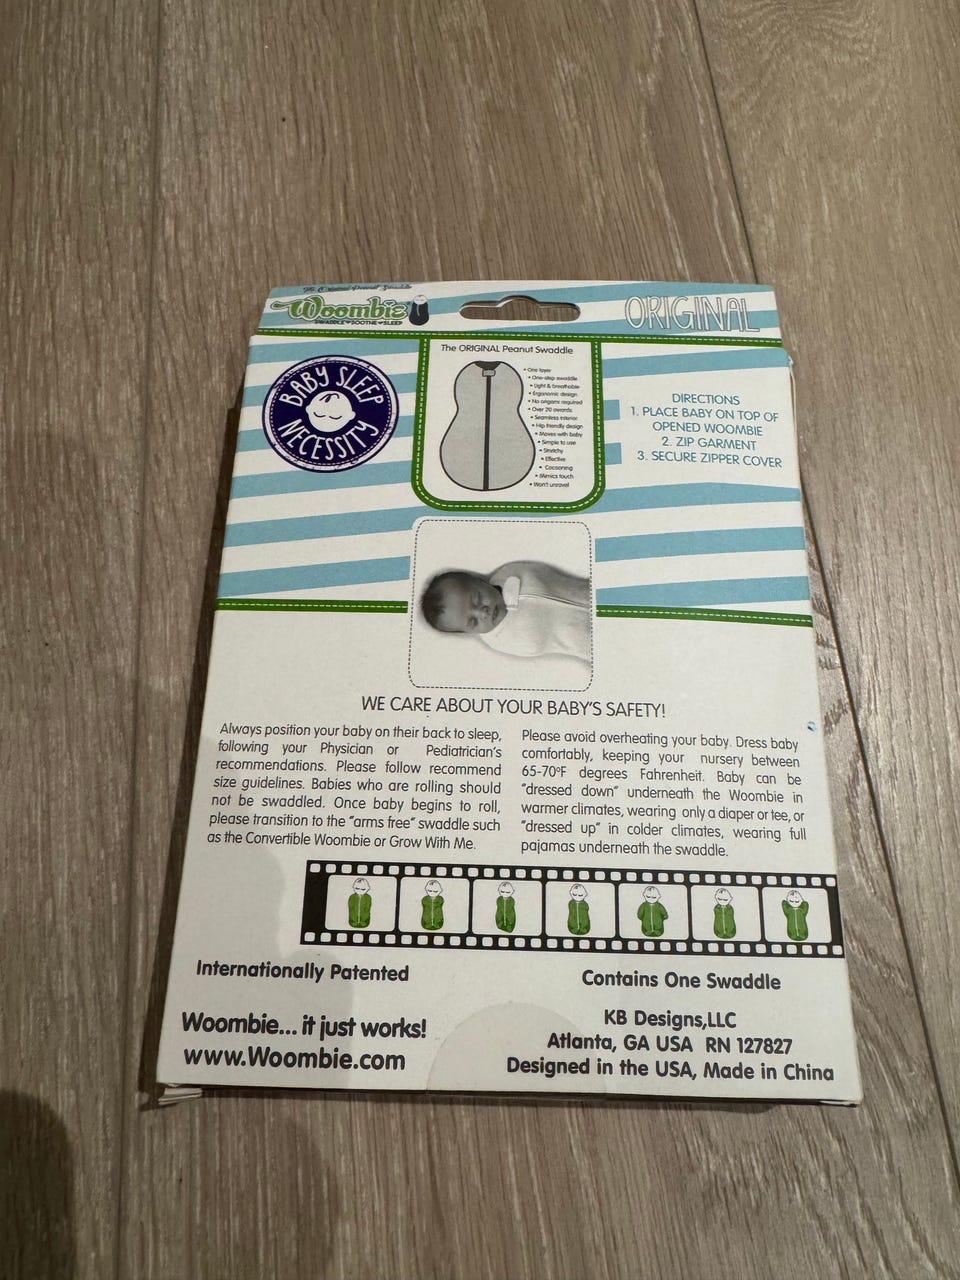 The Original Peanut Swaddle
Woombie
SWADDLE♥SOOTHE♥SLEEP
ORIGINAL
BABY SLEEP
NECESSITY
The ORIGINAL Peanut Swaddle
• One layer
• One-step swaddle
• Light & breathable
• Ergonomic design
• No origami required
• Over 20 awards
• Seamless interior
• Hip friendly design
• Moves with baby
• Simple to use
• Stretchy
• Effective
• Cocooning
• Mimics touch
• Won't unravel
DIRECTIONS
1. PLACE BABY ON TOP OF
OPENED WOOMBIE
2. ZIP GARMENT
3. SECURE ZIPPER COVER
WE CARE ABOUT YOUR BABY'S SAFETY!
Always position your baby on their back to sleep,
following your Physician or Pediatrician's
recommendations. Please follow recommend
size guidelines. Babies who are rolling should
not be swaddled. Once baby begins to roll,
please transition to the "arms free" swaddle such
as the Convertible Woombie or Grow With Me.
Please avoid overheating your baby. Dress baby
comfortably, keeping your nursery between
65-70°F degrees Fahrenheit. Baby can be
"dressed down" underneath the Woombie in
warmer climates, wearing only a diaper or tee, or
"dressed up" in colder climates, wearing full
pajamas underneath the swaddle.
Internationally Patented
Contains One Swaddle
Woombie... it just works!
www.Woombie.com
KB Designs,LLC
Atlanta, GA USA RN 127827
Designed in the USA, Made in China